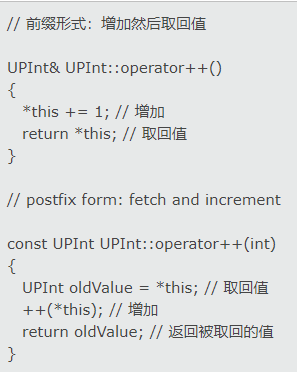 // 前缀形式：增加然后取回值
UPInt& UPInt::operator++()
{
*this += 1; // 增加
return *this; // 取回值
}
// postfix form: fetch and increment
const UPInt UPInt::operator++(int)
{
UPInt oldValue = *this; // 取回值
++(*this); // 增加
return oldValue; // 返回被取回的值
}